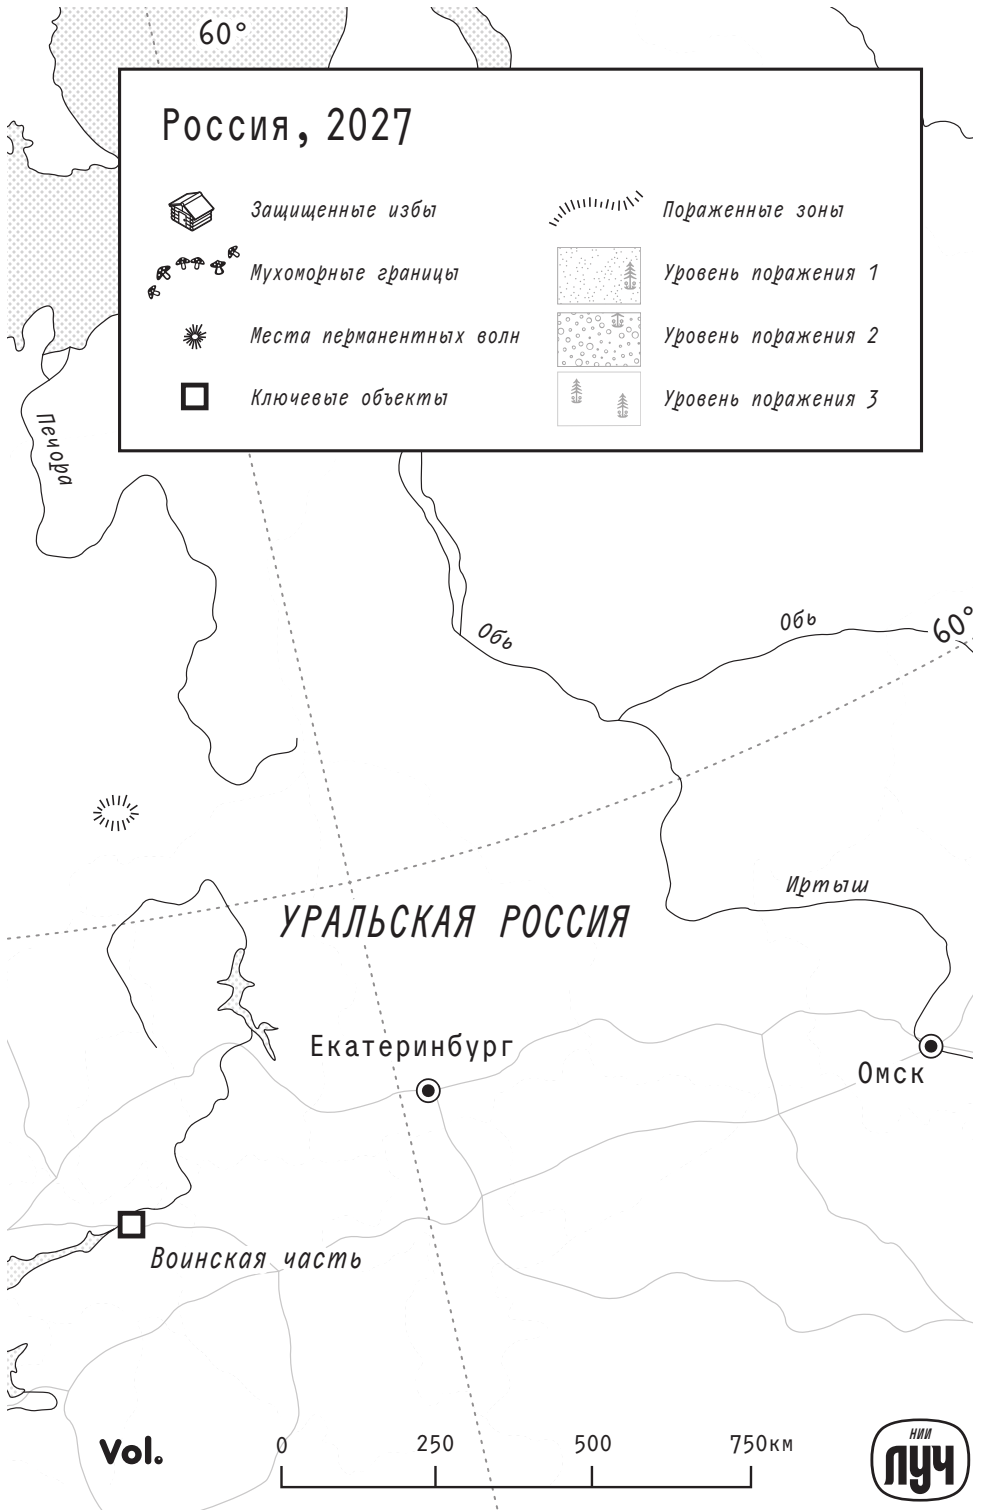 60°
Россия, 2027
Защищенные избы
Пораженные зоны
Мухоморные границы
Уровень поражения 1
Места перманентных волн
Уровень поражения 2
Ключевые объекты
Уровень поражения 3
Печора
Обь
Обь
60°
Иртыш
УРАЛЬСКАЯ РОССИЯ
Екатеринбург
Омск
Воинская часть
Vol.
0 250 500 750км
НИИ
ЛУЧ